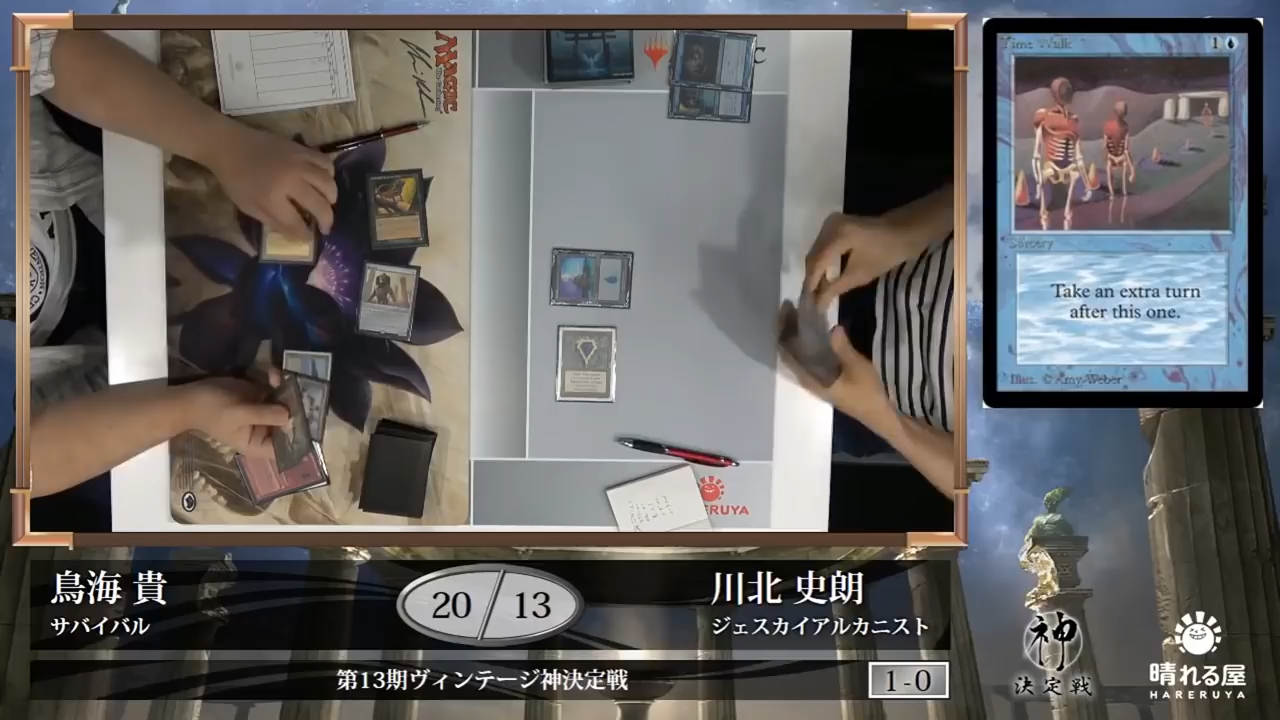 MAGIC
Time Walk
1
Sorcery
Take an extra turn
after this one.
Illus. © Amy Weber
ERUYA
鳥海 貴
サバイバル
20 / 13
川北 史朗
ジェスカイアルカニスト
第13期ヴィンテージ神決定戦
1-0
神
決定戦
晴れる屋
HARERUYA